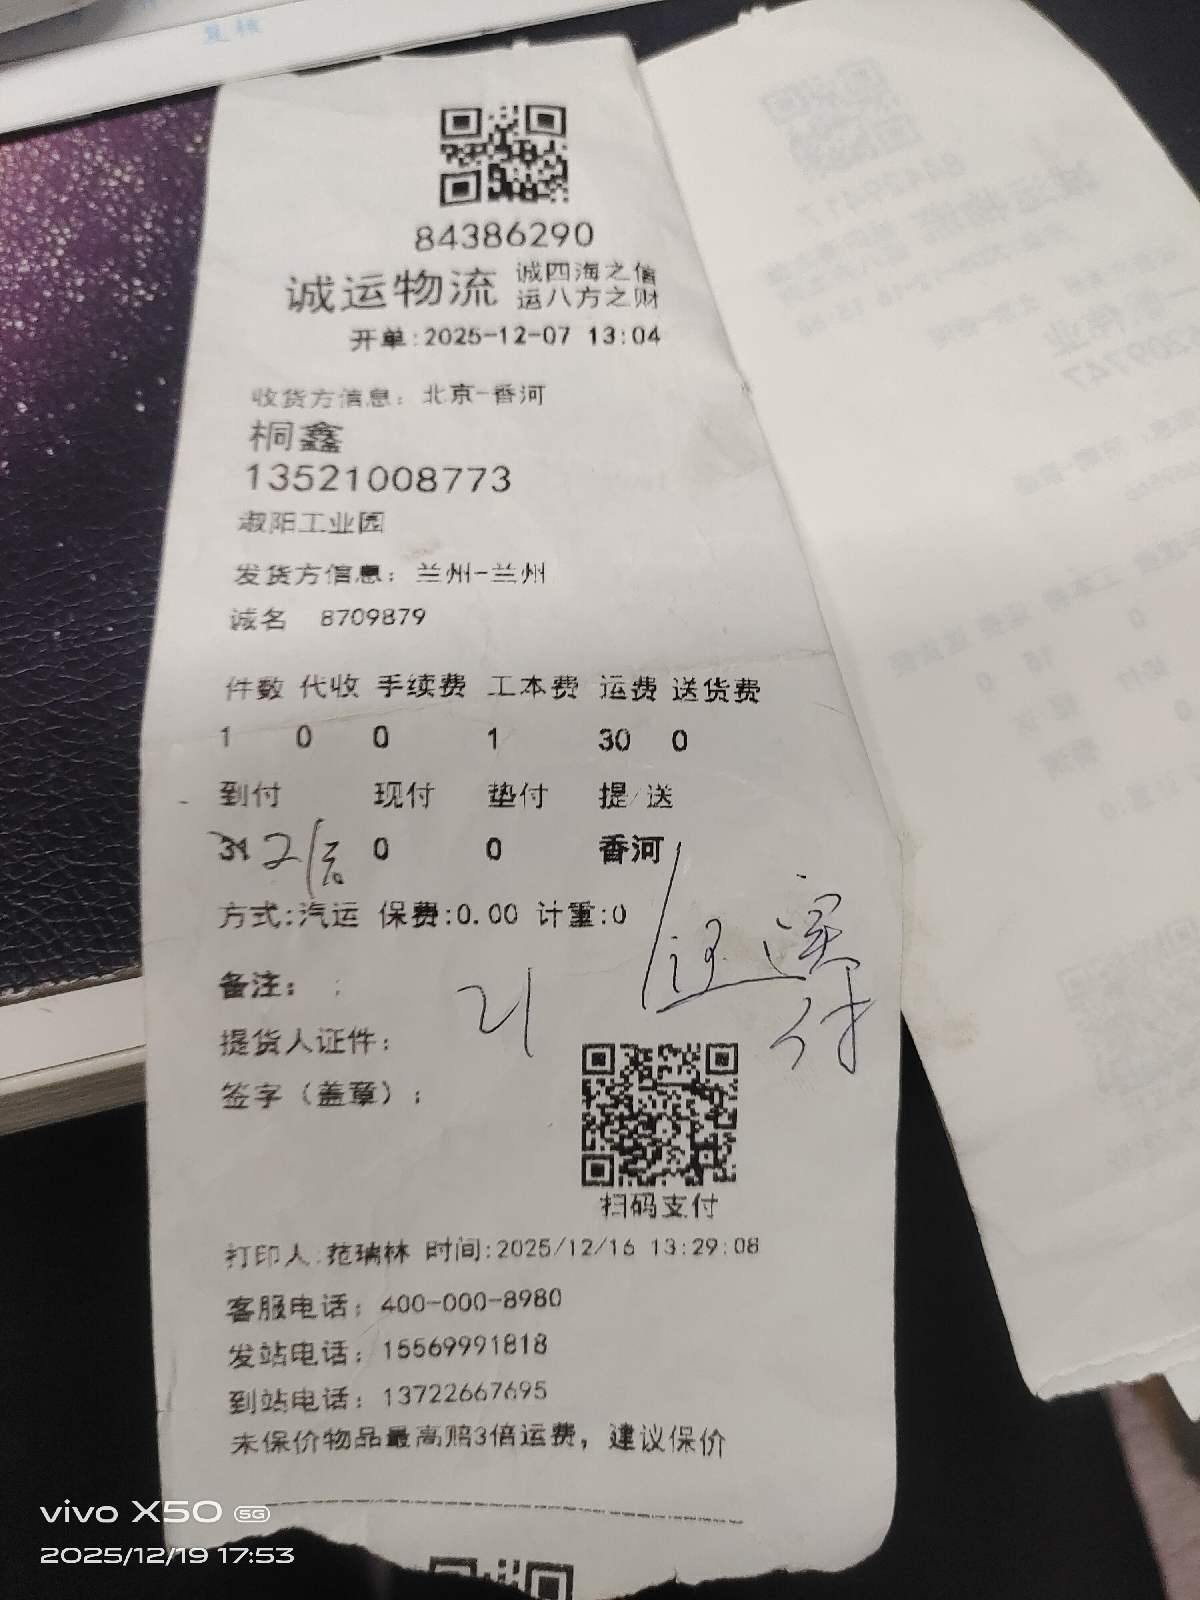 84386290
诚运物流 诚四海之信
运八方之财
开单:2025-12-07 13:04
收货方信息：北京-香河
桐鑫
13521008773
淑阳工业园
发货方信息：兰州-兰州
诚名 8709879
件数 代收 手续费 工本费 运费 送货费
1 0 0 1 30 0
到付 现付 垫付 提/送
31 21元 0 0 香河
方式:汽运 保费:0.00 计重:0
备注：;
21
提货人证件：
付
签字（盖章）：
扫码支付
打印人:范瑞林 时间:2025/12/16 13:29:08
客服电话：400-000-8980
发站电话：15569991818
到站电话：13722667695
未保价物品最高赔3倍运费，建议保价
vivo X50 5G
2025/12/19 17:53